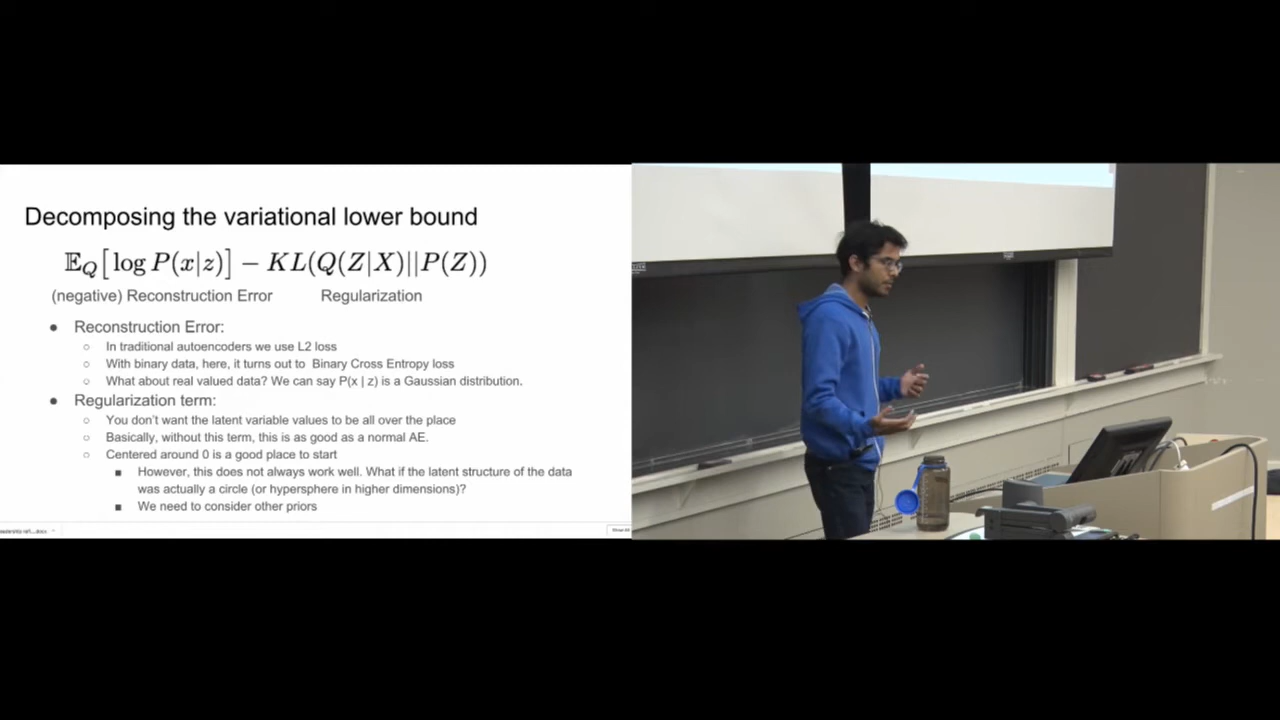 Decomposing the variational lower bound
𝔼_Q[log P(x|z)] − KL(Q(Z|X)||P(Z))
(negative) Reconstruction Error Regularization
● Reconstruction Error:
○ In traditional autoencoders we use L2 loss
○ With binary data, here, it turns out to Binary Cross Entropy loss
○ What about real valued data? We can say P(x | z) is a Gaussian distribution.
● Regularization term:
○ You don't want the latent variable values to be all over the place
○ Basically, without this term, this is as good as a normal AE.
○ Centered around 0 is a good place to start
■ However, this does not always work well. What if the latent structure of the data
was actually a circle (or hypersphere in higher dimensions)?
■ We need to consider other priors